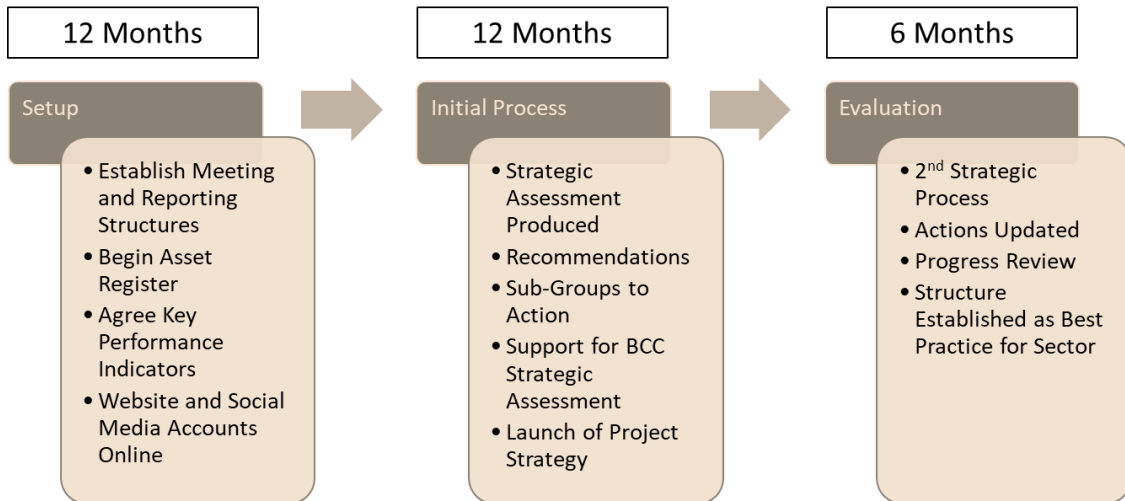 12 Months
Setup
• Establish Meeting
and Reporting
Structures
• Begin Asset
Register
• Agree Key
Performance
Indicators
• Website and Social
Media Accounts
Online
12 Months
Initial Process
• Strategic
Assessment
Produced
• Recommendations
• Sub-Groups to
Action
• Support for BCC
Strategic
Assessment
• Launch of Project
Strategy
6 Months
Evaluation
• 2nd Strategic
Process
• Actions Updated
• Progress Review
• Structure
Established as Best
Practice for Sector